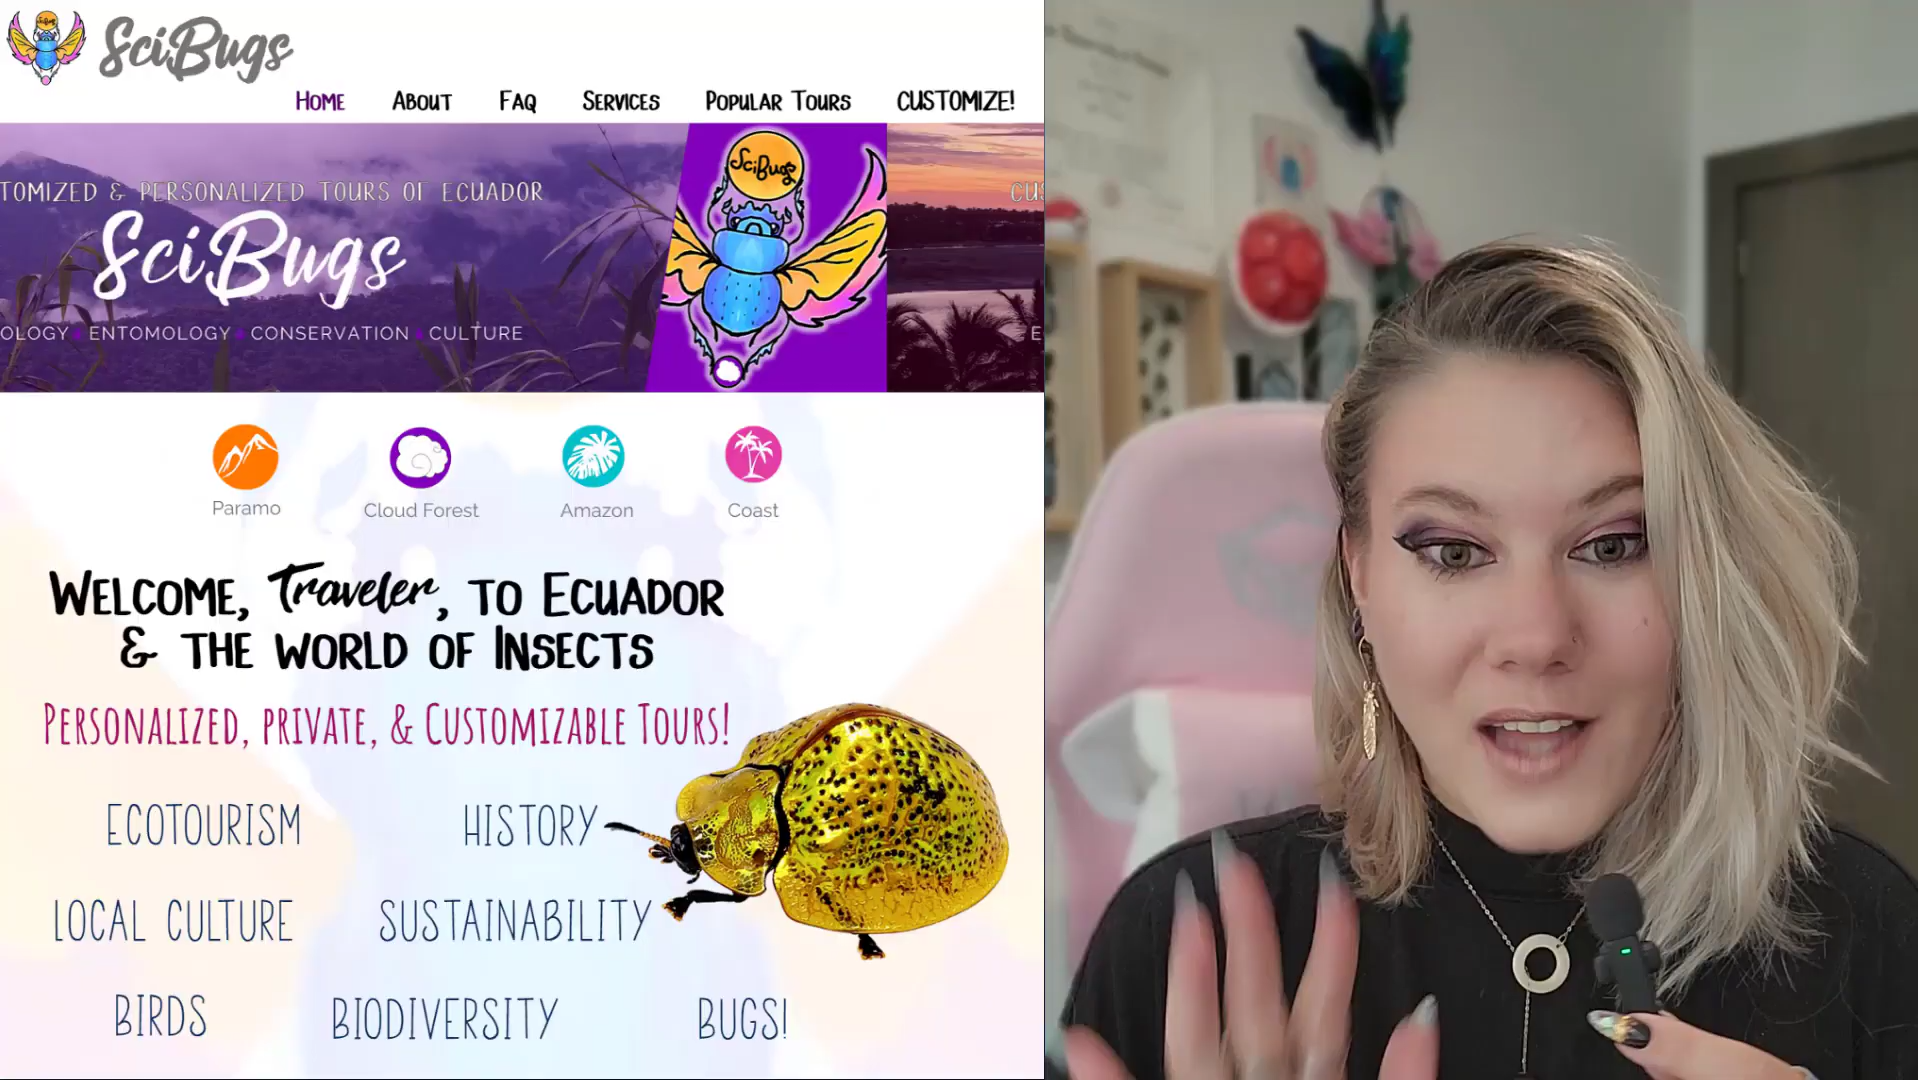 SciBugs
HOME ABOUT FAQ SERVICES POPULAR TOURS CUSTOMIZE!
TOMIZED & PERSONALIZED TOURS OF ECUADOR
SciBugs
OLOGY ENTOMOLOGY CONSERVATION CULTURE
SciBugs
CUS
E
Paramo Cloud Forest Amazon Coast
WELCOME, Traveler, TO ECUADOR
& THE WORLD OF INSECTS
PERSONALIZED, PRIVATE, & CUSTOMIZABLE TOURS!
ECOTOURISM HISTORY
LOCAL CULTURE SUSTAINABILITY
BIRDS BIODIVERSITY BUGS!